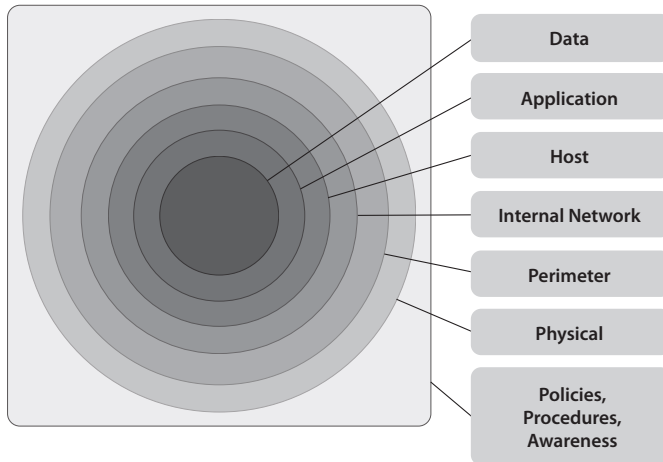 Data
Application
Host
Internal Network
Perimeter
Physical
Policies,
Procedures,
Awareness